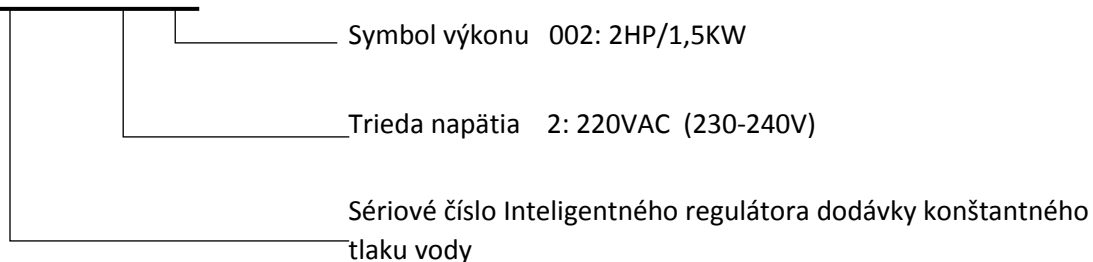 Symbol výkonu 002: 2HP/1,5KW
Trieda napätia 2: 220VAC (230-240V)
Sériové číslo Inteligentného regulátora dodávky konštantného
tlaku vody